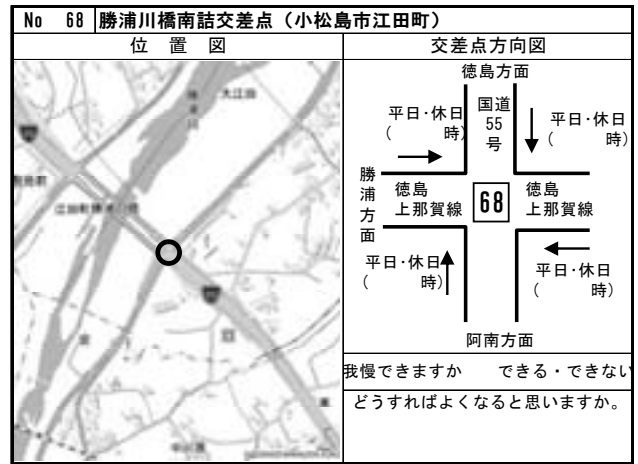 No 68 勝浦川橋南詰交差点（小松島市江田町）
位 置 図
交差点方向図
大江田
徳島方面
国道
55
号
平日・休日
（ 時）
平日・休日
（ 時）
勝浦方面
徳島
上那賀線
68
徳島
上那賀線
平日・休日
（ 時）
平日・休日
（ 時）
阿南方面
我慢できますか できる・できない
どうすればよくなると思いますか。